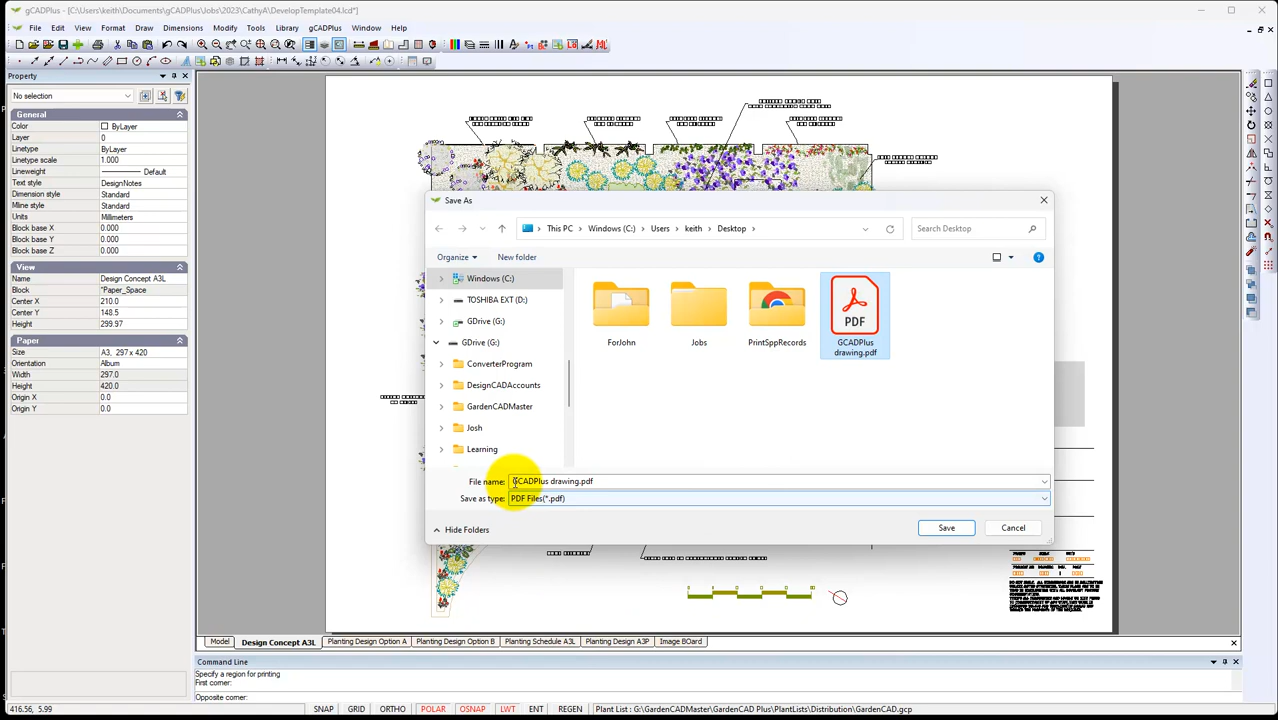 gCADPlus - [C:\Users\keith\Documents\gCADPlus\Jobs\2023\CathyA\DevelopTemplate04.lcd*]
File Edit View Format Draw Dimensions Modify Tools Library gCADPlus Window Help
Property
No selection
General
Color ByLayer
Layer 0
Linetype ByLayer
Linetype scale 1.000
Lineweight Default
Text style DesignNotes
Dimension style Standard
Mline style Standard
Units Millimeters
Block base X 0.000
Block base Y 0.000
Block base Z 0.000
View
Name Design Concept A3L
Block *Paper_Space
Center X 210.0
Center Y 148.5
Height 299.97
Paper
Size A3, 297 x 420
Orientation Album
Width 297.0
Height 420.0
Origin X 0.0
Origin Y 0.0
Save As
This PC Windows (C:) Users keith Desktop
Search Desktop
Organize New folder
Windows (C:)
TOSHIBA EXT (D:)
GDrive (G:)
GDrive (G:)
ConverterProgram
DesignCADAccounts
GardenCADMaster
Josh
Learning
PDF
ForJohn Jobs PrintSppRecords GCADPlus
drawing.pdf
File name: GCADPlus drawing.pdf
Save as type: PDF Files(*.pdf)
Hide Folders Save Cancel
Model Design Concept A3L Planting Design Option A Planting Design Option B Planting Schedule A3L Planting Design A3P Image BOard
Command Line
Specify a region for printing
First corner:
Opposite corner:
416.56, 5.99 SNAP GRID ORTHO POLAR OSNAP LWT ENT REGEN Plant List : G:\GardenCADMaster\GardenCAD Plus\PlantLists\Distribution\GardenCAD.gcp